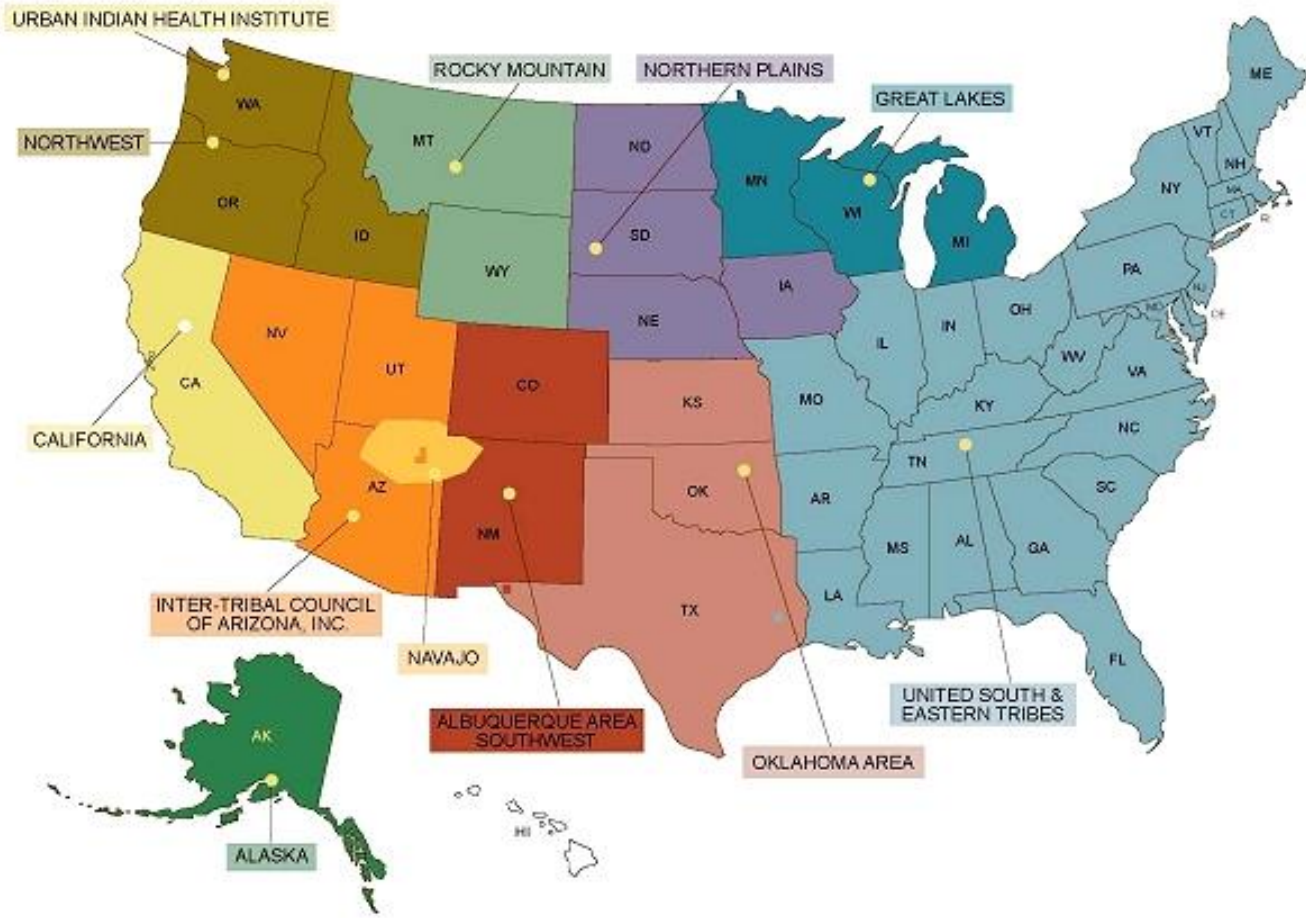 URBAN INDIAN HEALTH INSTITUTE
ROCKY MOUNTAIN
NORTHERN PLAINS
GREAT LAKES
NORTHWEST
CALIFORNIA
INTER-TRIBAL COUNCIL
OF ARIZONA, INC.
NAVAJO
ALBUQUERQUE AREA
SOUTHWEST
OKLAHOMA AREA
UNITED SOUTH &
EASTERN TRIBES
ALASKA
WA
OR
ID
MT
WY
ND
SD
NE
IA
MN
WI
MI
ME
VT
NH
MA
CT
RI
NY
PA
NJ
MD
DE
OH
IN
IL
WV
VA
KY
NC
TN
SC
MO
AR
MS
AL
GA
LA
FL
KS
OK
TX
CO
NM
NV
UT
AZ
CA
AK
HI